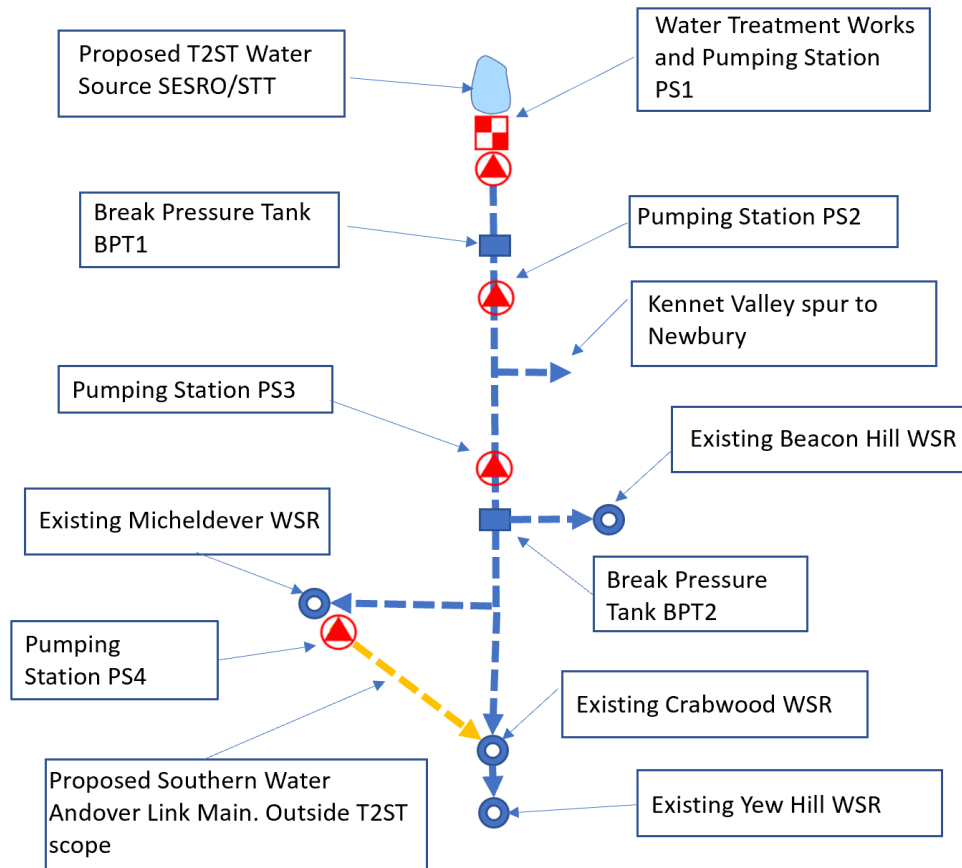 Proposed T2ST Water
Source SESRO/STT
Water Treatment Works
and Pumping Station
PS1
Break Pressure Tank
BPT1
Pumping Station PS2
Kennet Valley spur to
Newbury
Pumping Station PS3
Existing Beacon Hill WSR
Existing Micheldever WSR
Break Pressure
Tank BPT2
Pumping
Station PS4
Existing Crabwood WSR
Proposed Southern Water
Andover Link Main. Outside T2ST
scope
Existing Yew Hill WSR